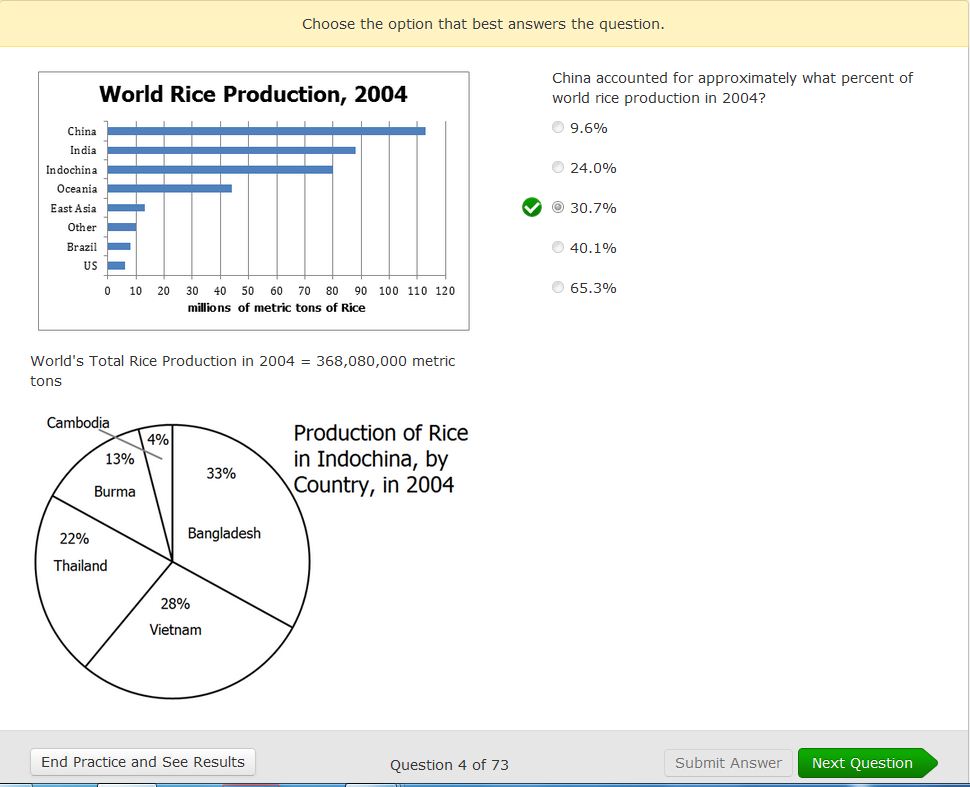 Choose the option that best answers the question.
World Rice Production, 2004
China
India
Indochina
Oceania
East Asia
Other
Brazil
US
0 10 20 30 40 50 60 70 80 90 100 110 120
millions of metric tons of Rice
World's Total Rice Production in 2004 = 368,080,000 metric
tons
Production of Rice
in Indochina, by
Country, in 2004
Cambodia
4%
13%
Burma
33%
Bangladesh
22%
Thailand
28%
Vietnam
China accounted for approximately what percent of
world rice production in 2004?
9.6%
24.0%
30.7%
40.1%
65.3%
End Practice and See Results
Question 4 of 73
Submit Answer
Next Question